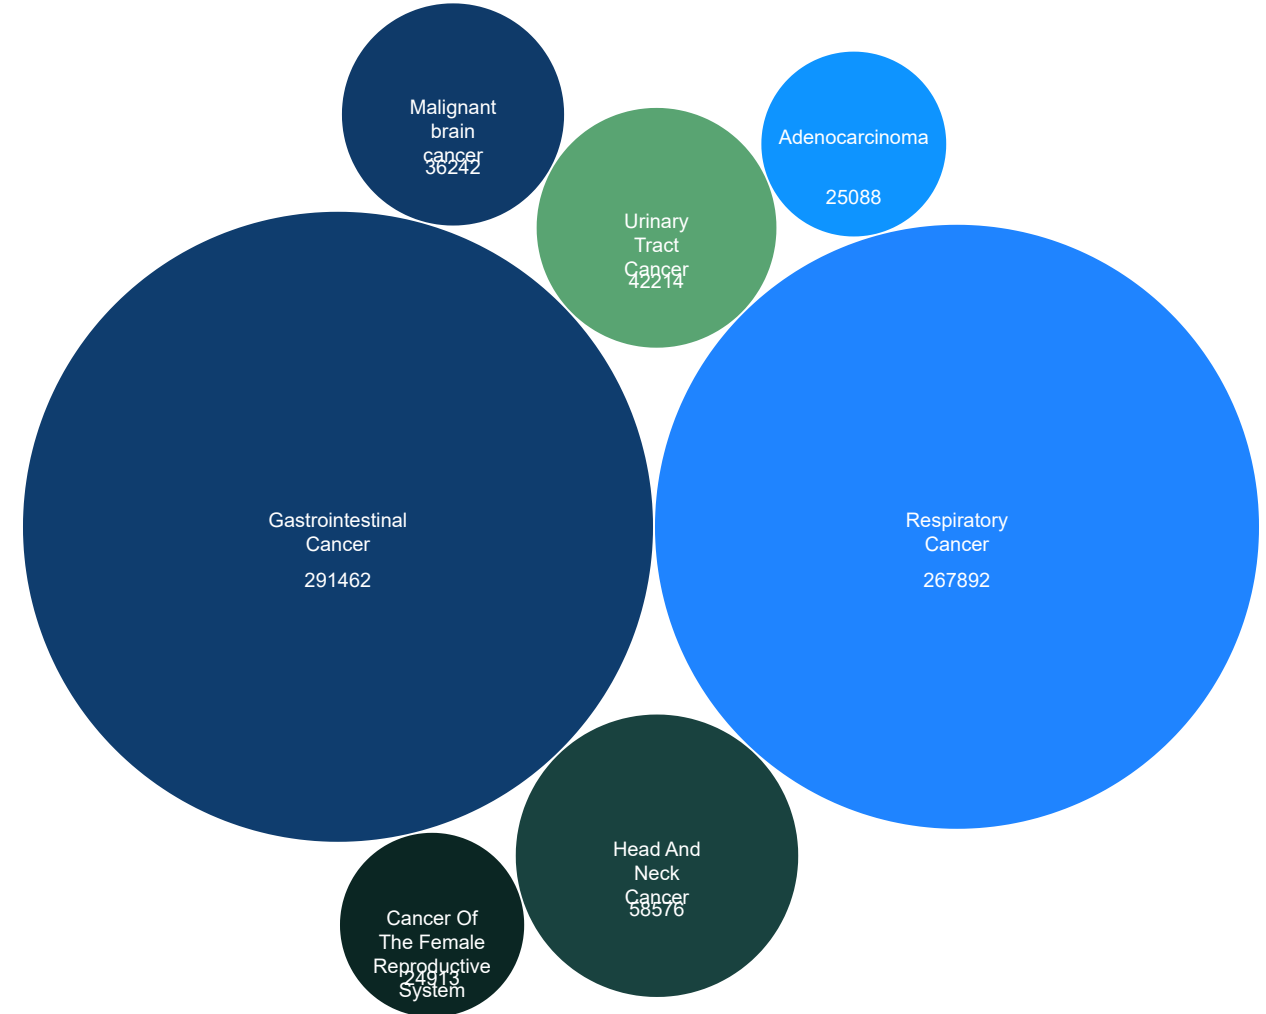 Malignant
brain
cancer
36242
Adenocarcinoma
25088
Urinary
Tract
Cancer
42214
Gastrointestinal
Cancer
291462
Respiratory
Cancer
267892
Head And
Neck
Cancer
58576
Cancer Of
The Female
Reproductive
24913
System